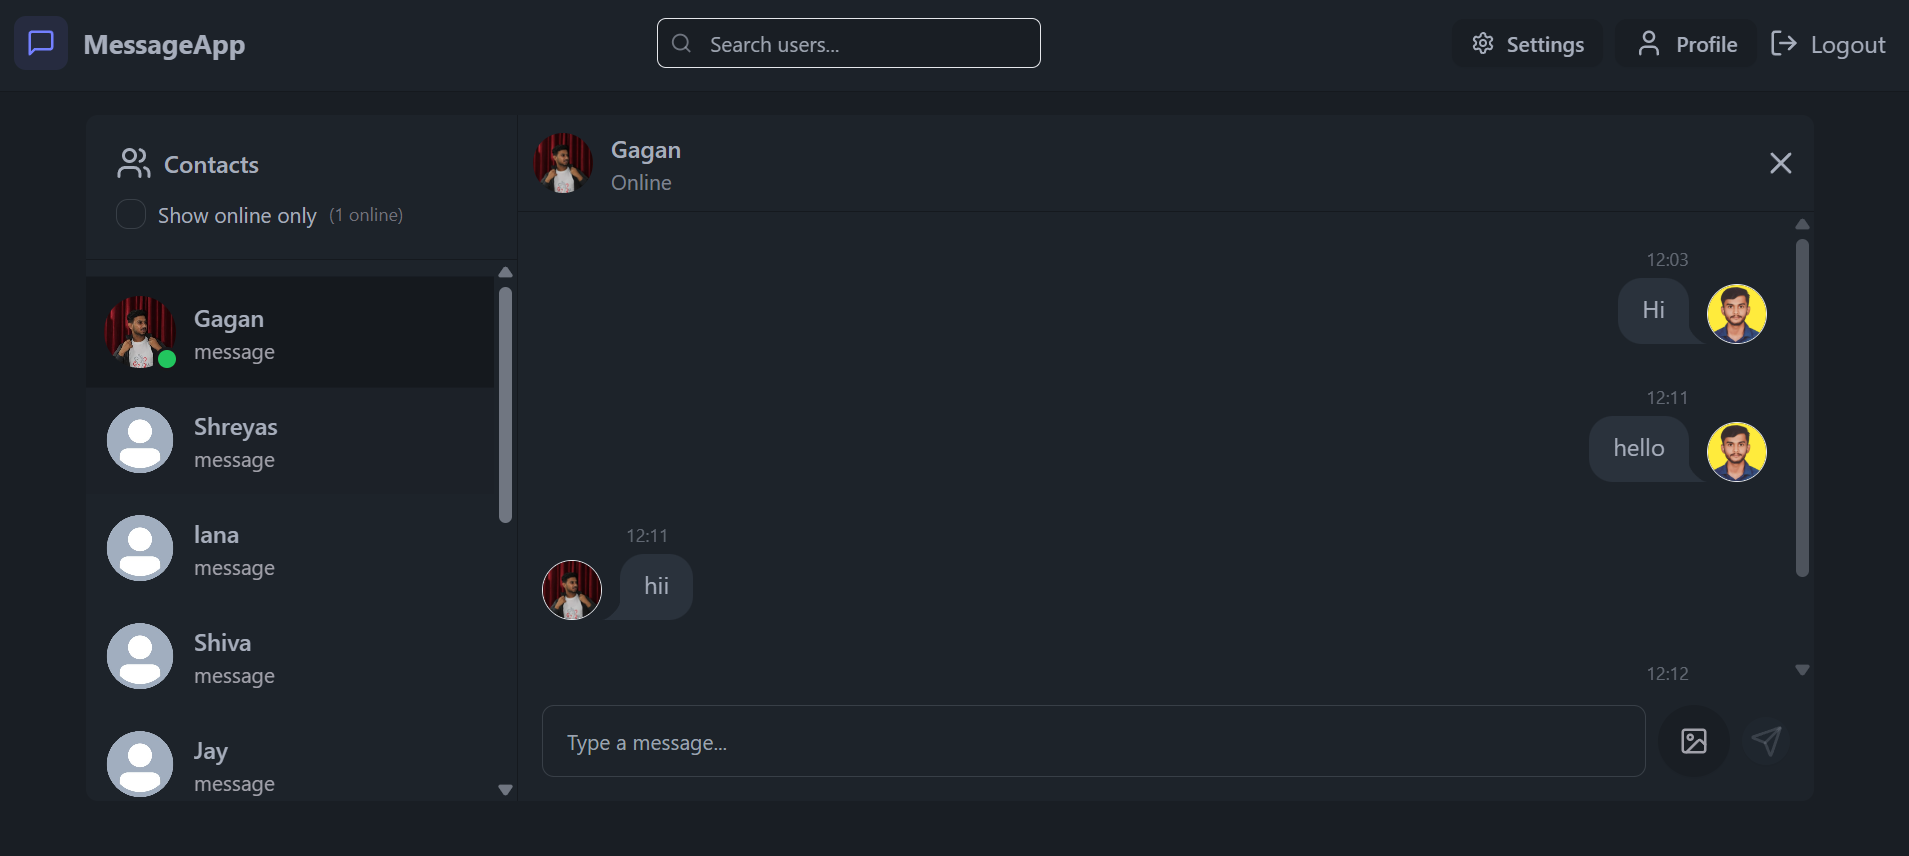 MessageApp
Search users...
Settings
Profile
Logout
Contacts
Show online only (1 online)
Gagan
message
Shreyas
message
lana
message
Shiva
message
Jay
message
Gagan
Online
12:03
Hi
12:11
hello
12:11
hii
12:12
Type a message...